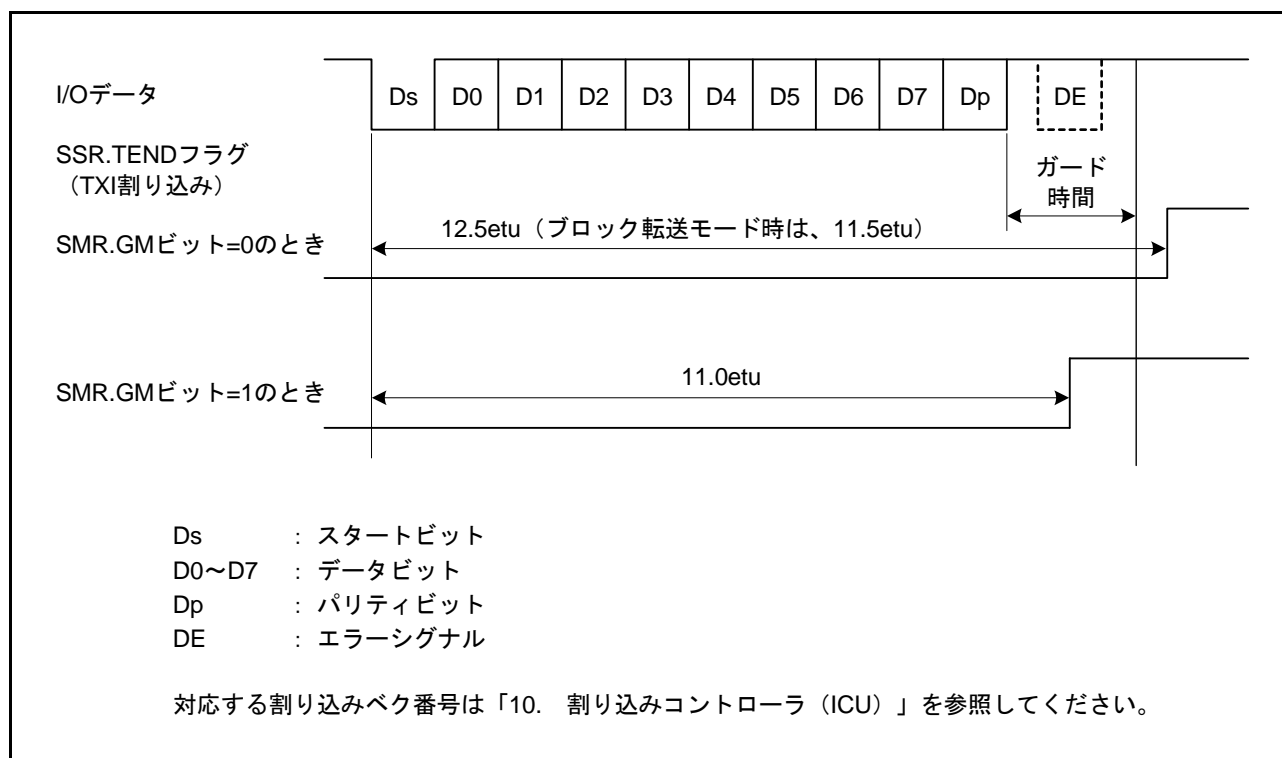 I/Oデータ
Ds D0 D1 D2 D3 D4 D5 D6 D7 Dp DE
SSR.TENDフラグ
（TXI割り込み）
ガード
時間
12.5etu（ブロック転送モード時は、11.5etu）
SMR.GMビット=0のとき
11.0etu
SMR.GMビット=1のとき
Ds : スタートビット
D0～D7 : データビット
Dp : パリティビット
DE : エラーシグナル
対応する割り込みベク番号は「10. 割り込みコントローラ（ICU）」を参照してください。